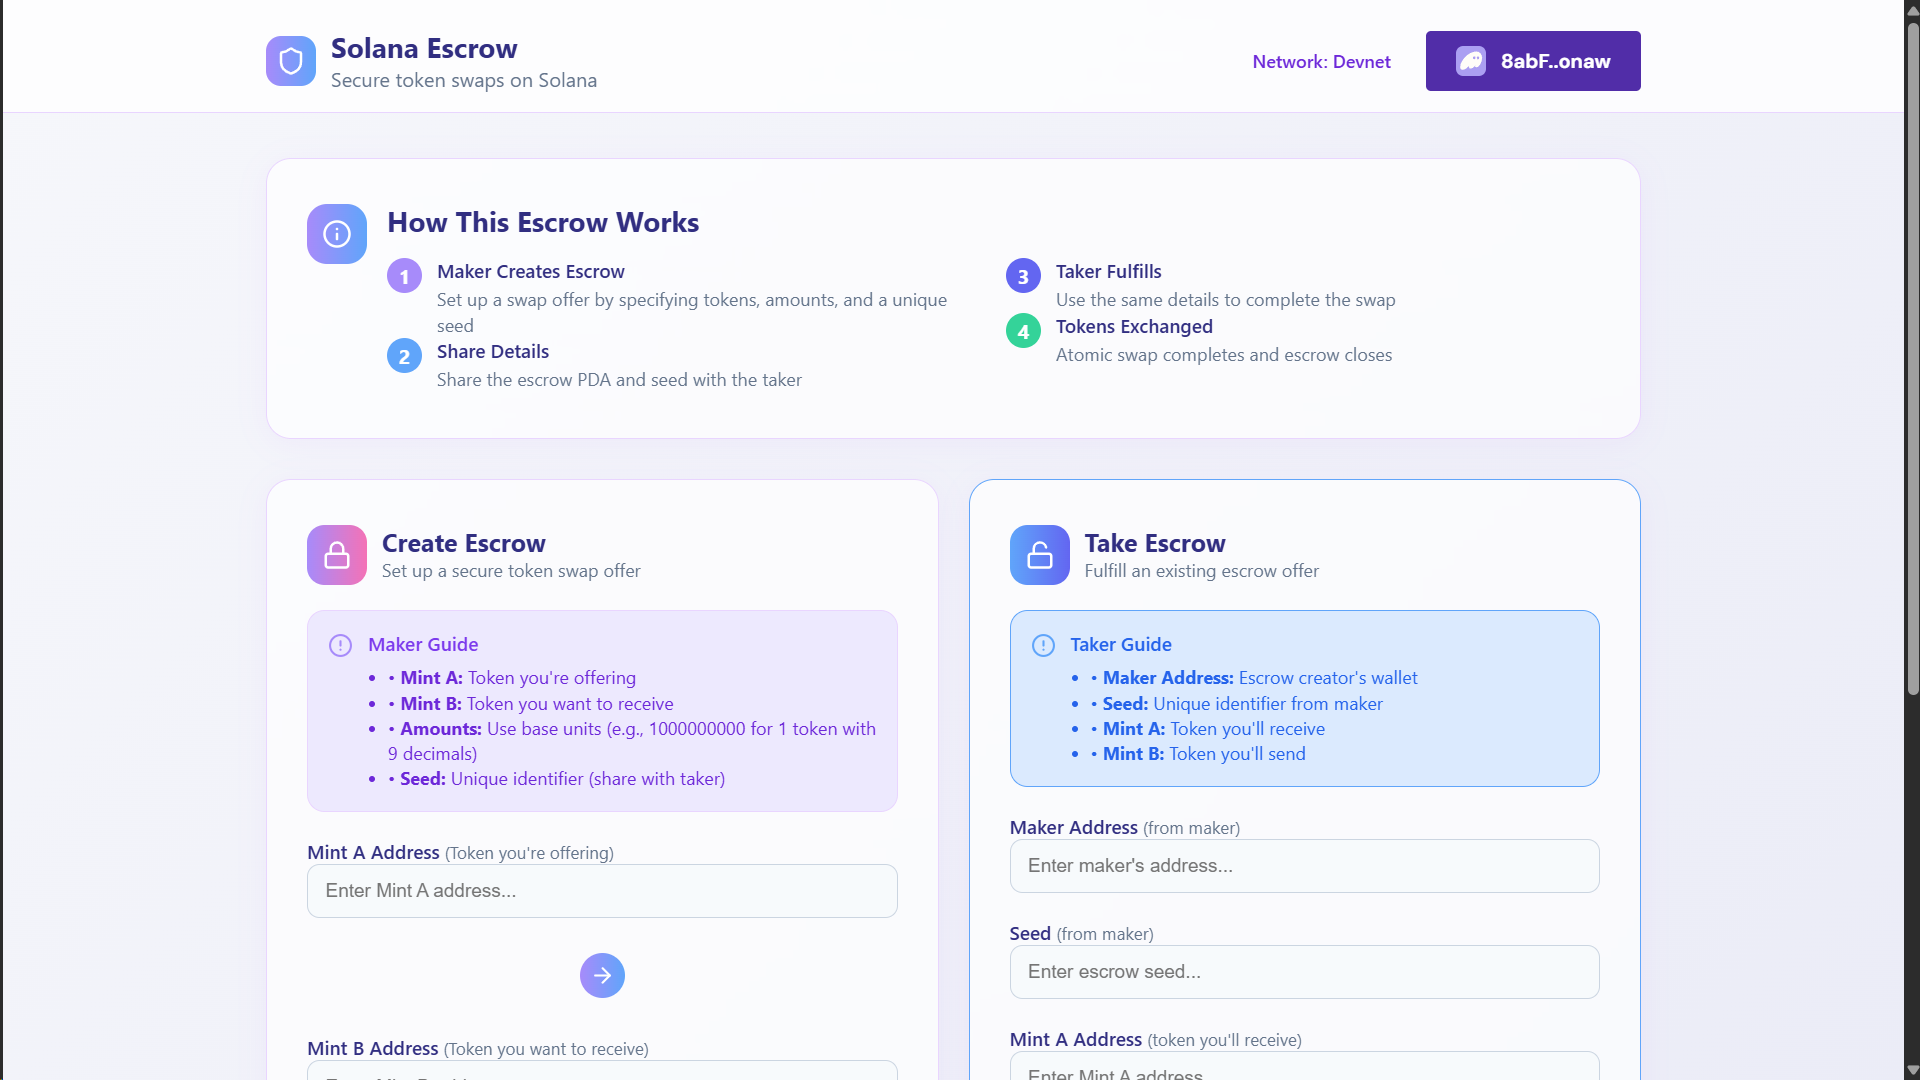 Solana Escrow
Secure token swaps on Solana
Network: Devnet
8abF..onaw
How This Escrow Works
1
Maker Creates Escrow
Set up a swap offer by specifying tokens, amounts, and a unique
seed
2
Share Details
Share the escrow PDA and seed with the taker
3
Taker Fulfills
Use the same details to complete the swap
4
Tokens Exchanged
Atomic swap completes and escrow closes
Create Escrow
Set up a secure token swap offer
Maker Guide
• • Mint A: Token you're offering
• • Mint B: Token you want to receive
• • Amounts: Use base units (e.g., 1000000000 for 1 token with
9 decimals)
• • Seed: Unique identifier (share with taker)
Mint A Address (Token you're offering)
Enter Mint A address...
Mint B Address (Token you want to receive)
Take Escrow
Fulfill an existing escrow offer
Taker Guide
• • Maker Address: Escrow creator's wallet
• • Seed: Unique identifier from maker
• • Mint A: Token you'll receive
• • Mint B: Token you'll send
Maker Address (from maker)
Enter maker's address...
Seed (from maker)
Enter escrow seed...
Mint A Address (token you'll receive)
Enter Mint A address